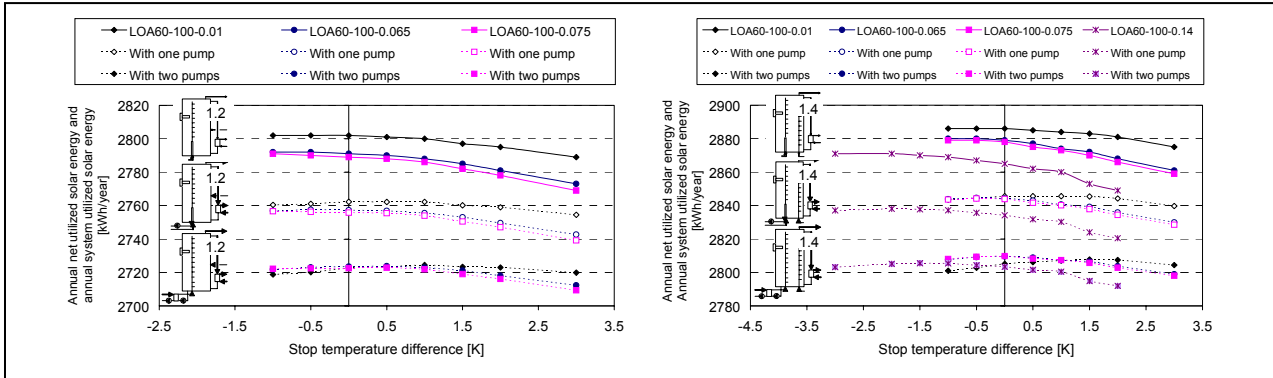 LOA60-100-0.01 LOA60-100-0.065 LOA60-100-0.075
With one pump With one pump With one pump
With two pumps With two pumps With two pumps
Annual net utilized solar energy and
annual system utilized solar energy
[kWh/year]
2820
2800
2780
2760
2740
2720
2700
1.2
1.2
1.2
-2.5 -1.5 -0.5 0.5 1.5 2.5 3.5
Stop temperature difference [K]
LOA60-100-0.01 LOA60-100-0.065 LOA60-100-0.075 LOA60-100-0.14
With one pump With one pump With one pump With one pump
With two pumps With two pumps With two pumps With two pumps
Annual net utilized solar energy and
Annual system utilized solar energy
[kWh/year]
2900
2880
2860
2840
2820
2800
2780
1.4
1.4
1.4
-4.5 -3.5 -2.5 -1.5 -0.5 0.5 1.5 2.5 3.5
Stop temperature difference [K]